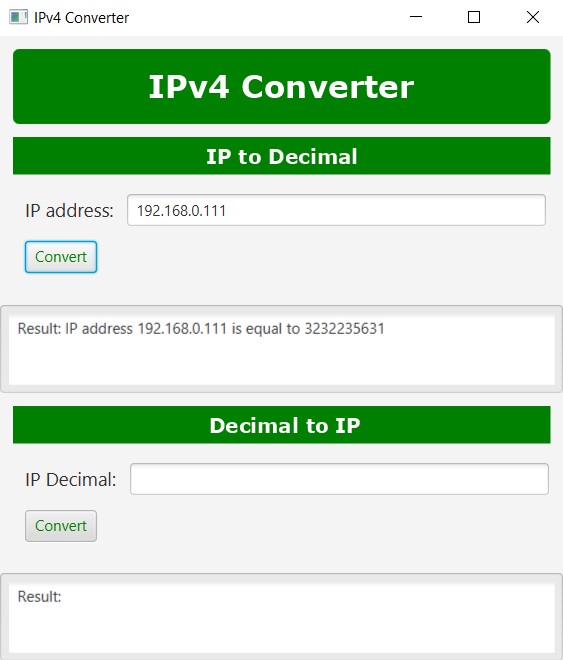 IPv4 Converter
IPv4 Converter
IP to Decimal
IP address: 192.168.0.111
Convert
Result: IP address 192.168.0.111 is equal to 3232235631
Decimal to IP
IP Decimal:
Convert
Result: